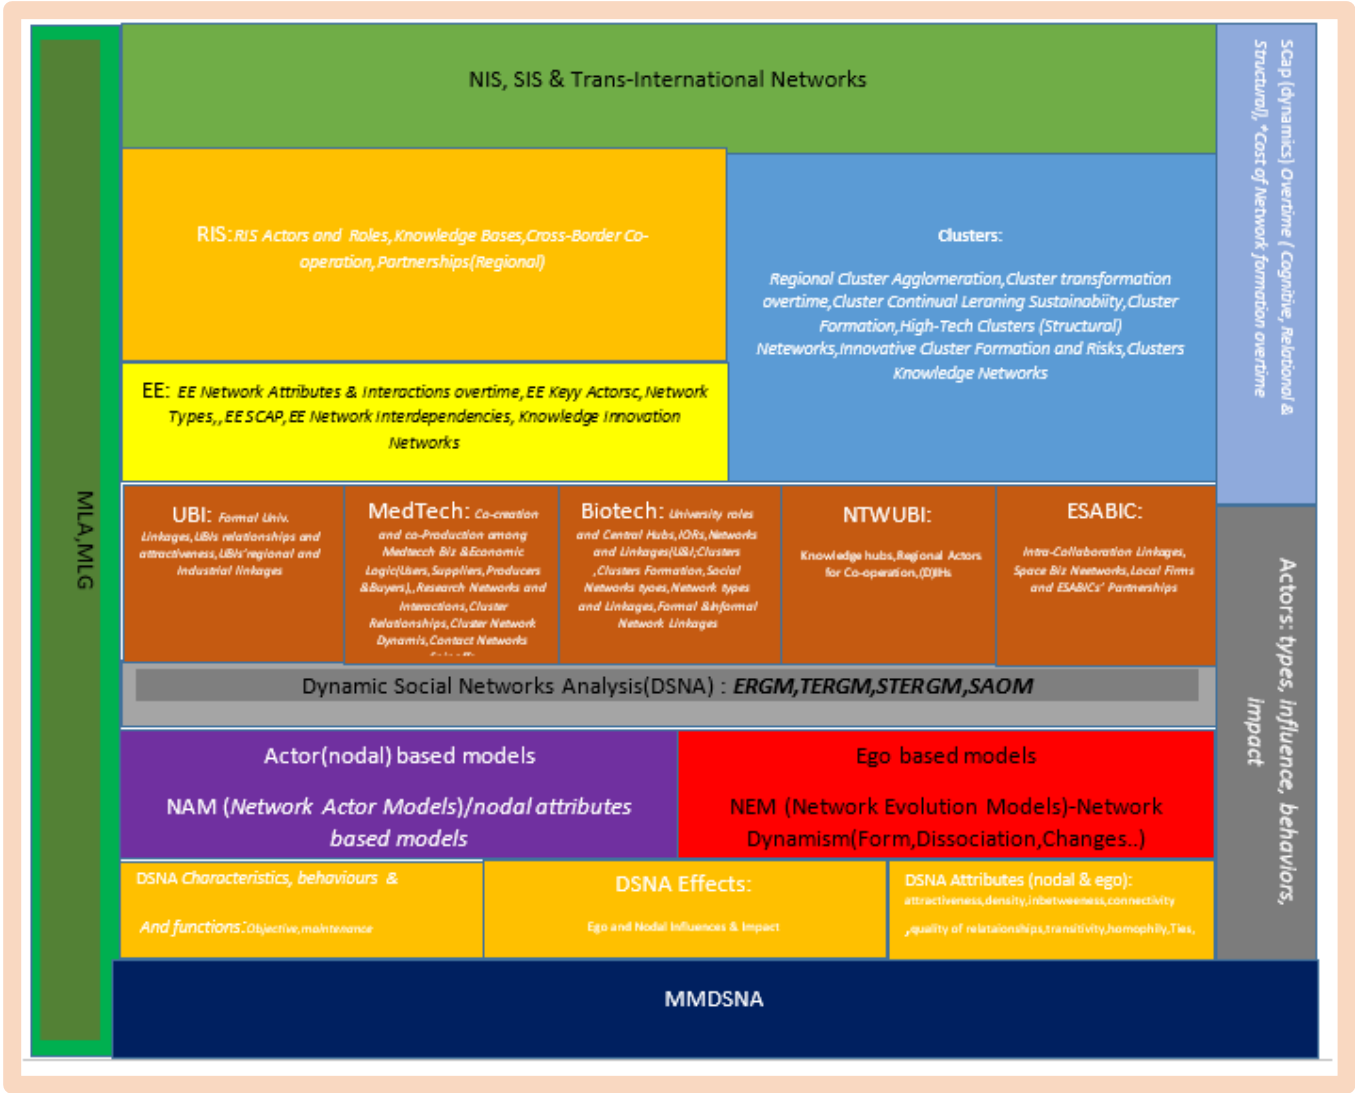 NIS, SIS & Trans-International Networks
SCap (dynamics) Overtime ( Cognitive, Relational &
Structural), *Cost of Network formation overtime
RIS:RIS Actors and Roles,Knowledge Bases,Cross-Border Co-
operation,Partnerships(Regional)
Clusters:
Regional Cluster Agglomeration,Cluster transformation
overtime,Cluster Continual Leraning Sustainabiity,Cluster
Formation,High-Tech Clusters (Structural)
Neteworks,Innovative Cluster Formation and Risks,Clusters
Knowledge Networks
EE: EE Network Attributes & Interactions overtime,EE Keyy Actorsc,Network
Types,,EE SCAP,EE Network Interdependencies, Knowledge Innovation
Networks
MLA,MLG
UBI: Formal Univ.
Linkages,UBIs relationships and
attractiveness,UBIs'regional and
industrial linkages
MedTech: Co-creation
and co-Production among
Medtecch Biz &Economic
Logic(Users,Suppliers,Producers
&Buyers),,Research Networks and
Interactions,Cluster
Relationships,Cluster Network
Dynamis,Contact Networks
Biotech: University roles
and Central Hubs,IORs,Networks
and Linkages(U&I;Clusters
,Clusters Formation,Social
Networks tyoes,Network types
and Linkages,Formal &Informal
Network Linkages
NTWUBI:
Knowledge hubs,Regional Actors
for Co-operation,(D)IHs
ESABIC:
Intra-Collaboration Linkages,
Space Biz Neetworks,Local Firms
and ESABICs' Partnerships
Actors: types, influence, behaviors,
impact
Dynamic Social Networks Analysis(DSNA) : ERGM,TERGM,STERGM,SAOM
Actor(nodal) based models
NAM (Network Actor Models)/nodal attributes
based models
Ego based models
NEM (Network Evolution Models)-Network
Dynamism(Form,Dissociation,Changes..)
DSNA Characteristics, behaviours &
And functions:Objective,maintenance
DSNA Effects:
Ego and Nodal Influences & Impact
DSNA Attributes (nodal & ego):
attractiveness,density,inbetweeness,connectivity
,quality of relataionships,transitivity,homophily,Ties,
MMDSNA